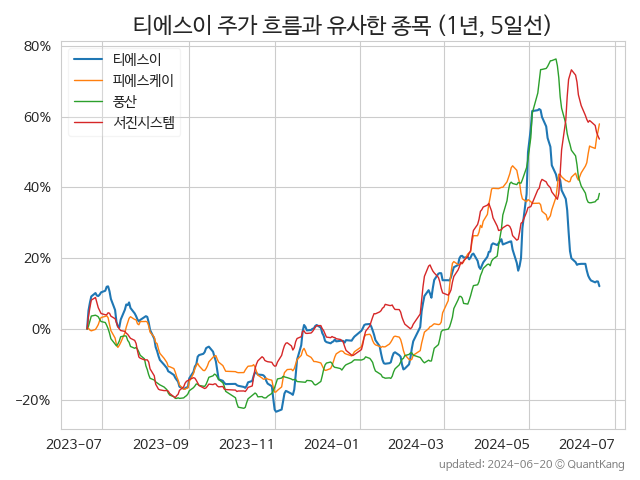 티에스이 주가 흐름과 유사한 종목 (1년, 5일선)
80%
60%
40%
20%
0%
−20%
티에스이
피에스케이
풍산
서진시스템
2023−07
2023−09
2023−11
2024−01
2024−03
2024−05
2024−07
updated: 2024-06-20 © QuantKang